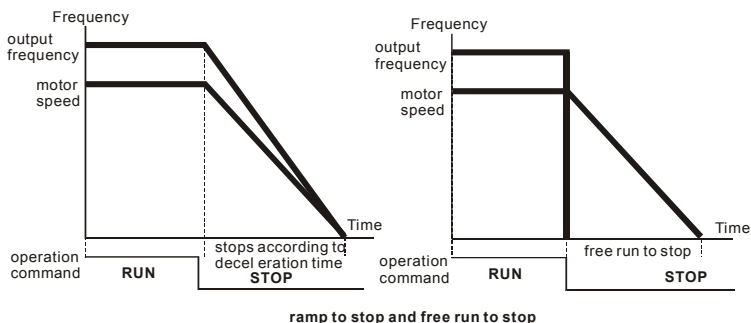 Frequency
output
frequency
motor
speed
Time
stops according to
decel eration time
operation
command
RUN
STOP
Frequency
output
frequency
motor
speed
Time
free run to stop
operation
command
RUN
STOP
ramp to stop and free run to stop